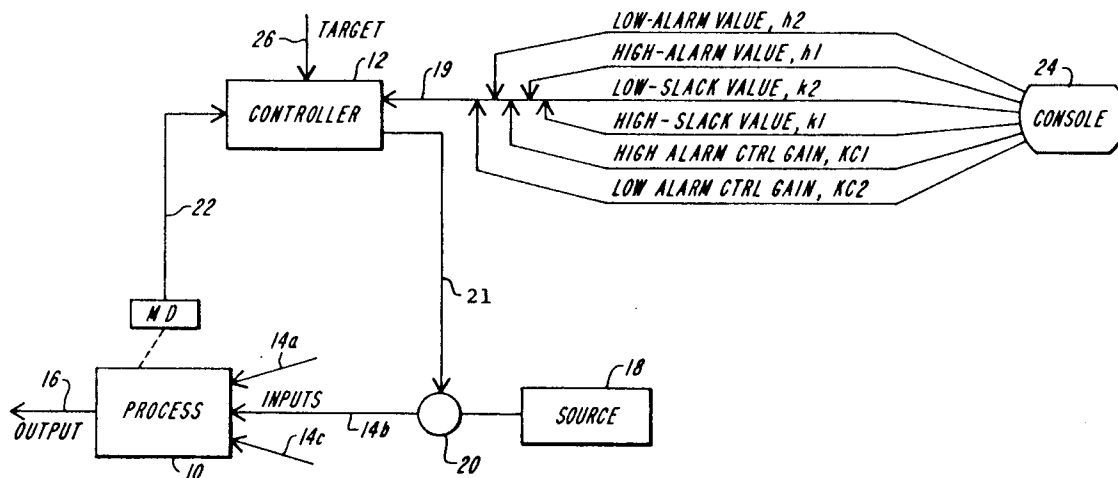 LOW-ALARM VALUE, h2
26 TARGET
HIGH-ALARM VALUE, h1
12
19
LOW-SLACK VALUE, k2
24
CONTROLLER
CONSOLE
HIGH-SLACK VALUE, k1
HIGH ALARM CTRL GAIN, KC1
LOW ALARM CTRL GAIN, KC2
22
21
MD
14a
18
16
PROCESS
INPUTS
SOURCE
OUTPUT
14b
14c
20
10